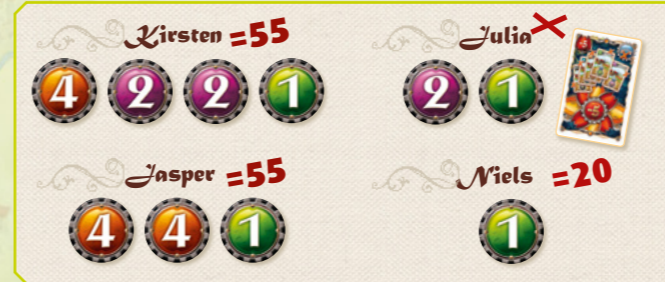 Kirsten =55
4 2 2 1
Julia ×
2 1
Jasper =55
4 4 1
Niels =20
1